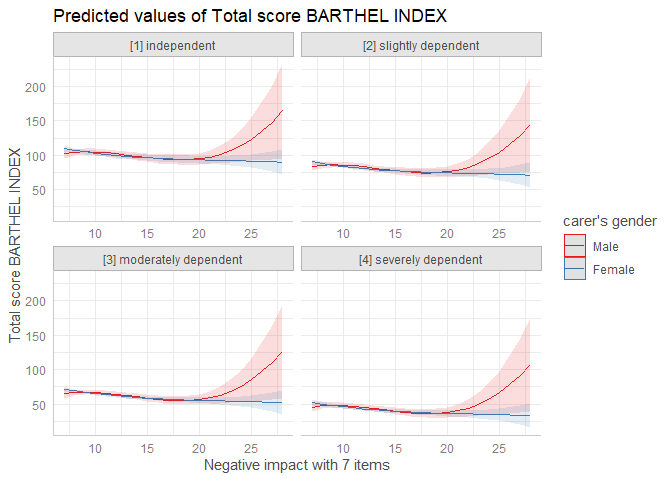 Predicted values of Total score BARTHEL INDEX
[1] independent
[2] slightly dependent
200
150
100
50
10 15 20 25
10 15 20 25
[3] moderately dependent
[4] severely dependent
200
150
100
50
10 15 20 25
10 15 20 25
Total score BARTHEL INDEX
Negative impact with 7 items
carer's gender
Male
Female